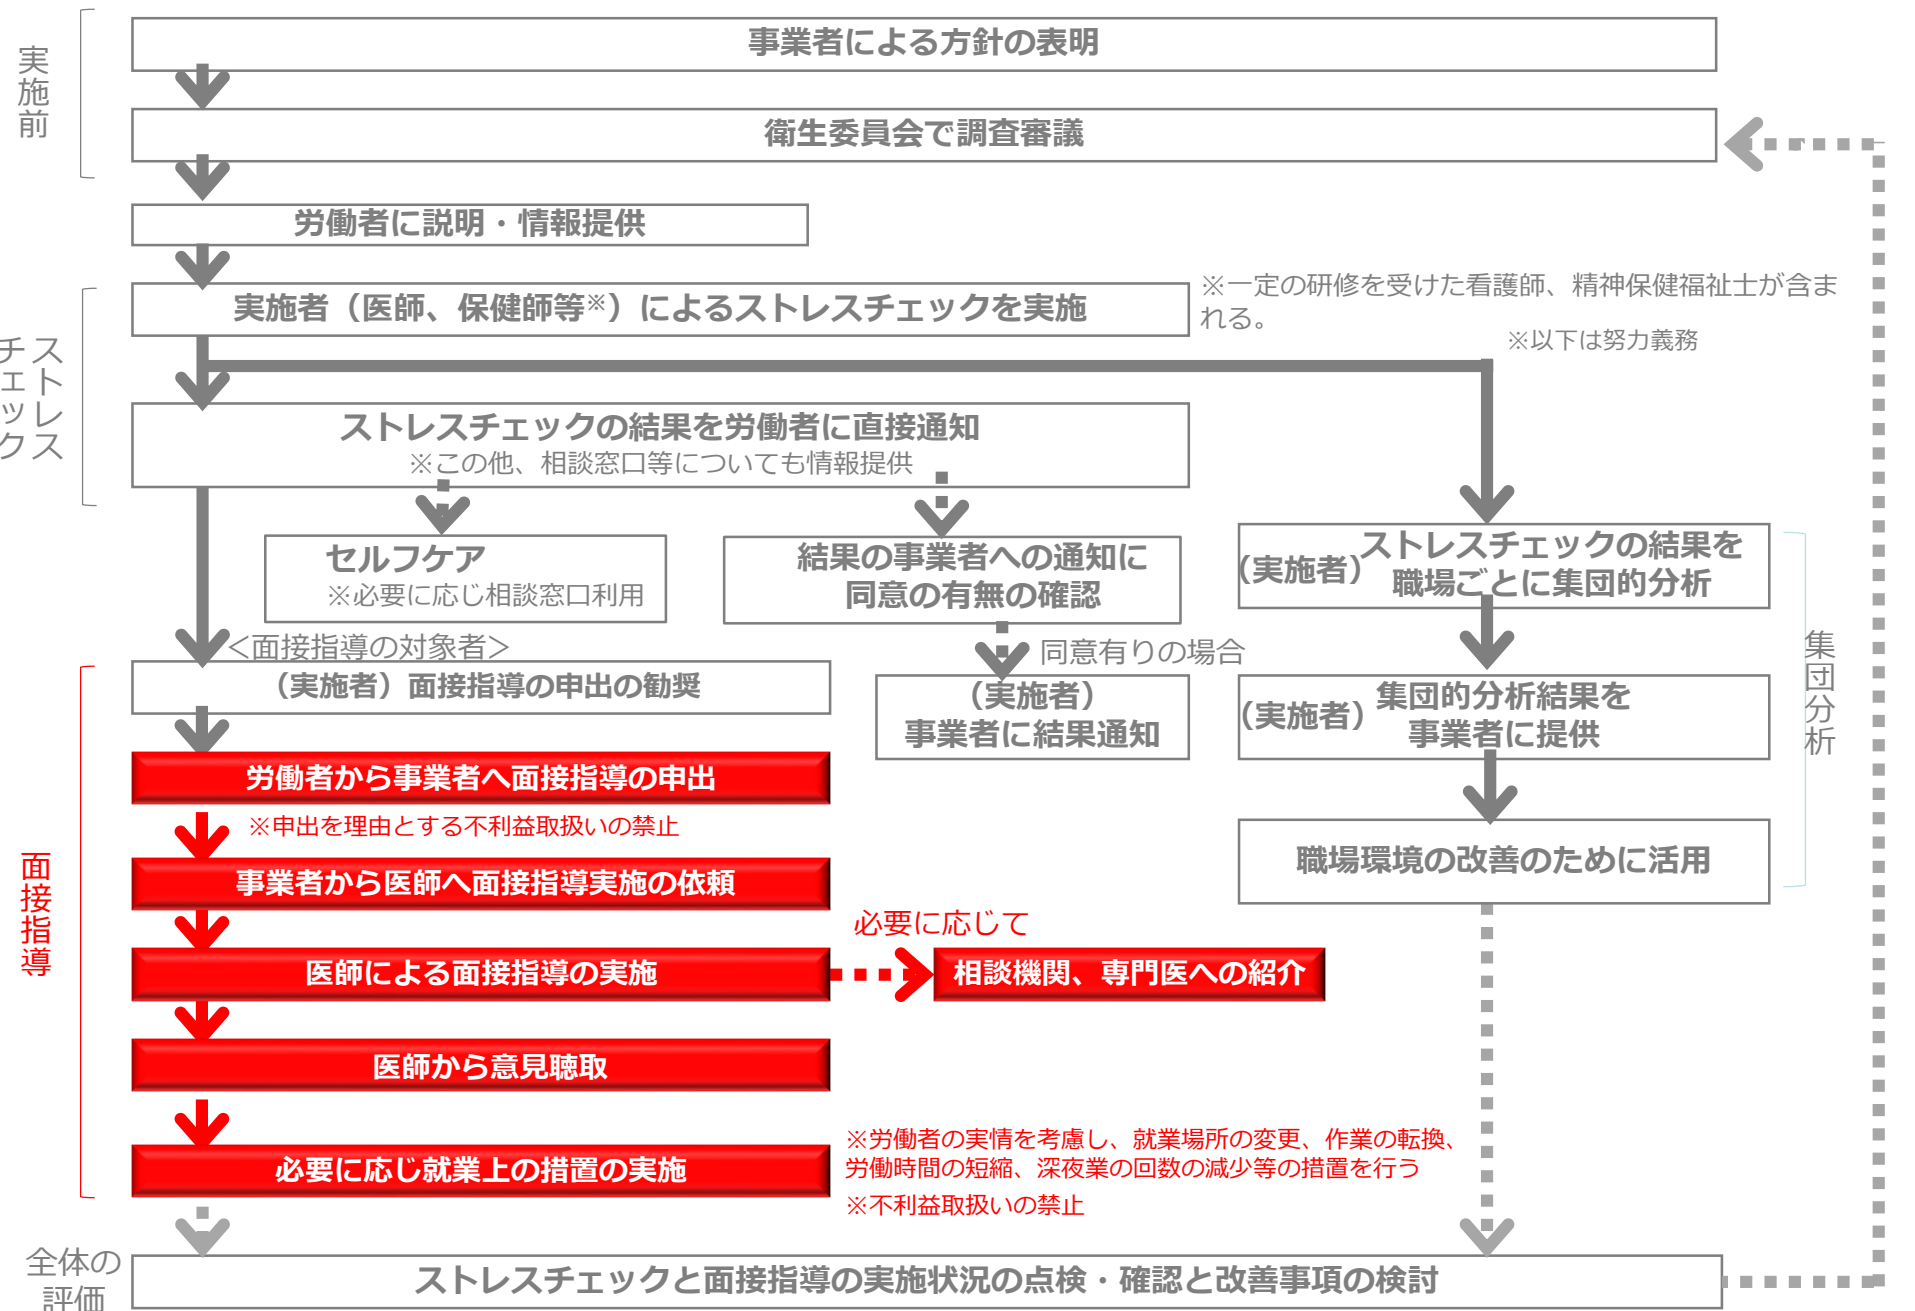 実施前
事業者による方針の表明
衛生委員会で調査審議
労働者に説明・情報提供
ストレス
チェック
実施者（医師、保健師等※）によるストレスチェックを実施
※一定の研修を受けた看護師、精神保健福祉士が含ま
れる。
※以下は努力義務
ストレスチェックの結果を労働者に直接通知
※この他、相談窓口等についても情報提供
セルフケア
※必要に応じ相談窓口利用
結果の事業者への通知に
同意の有無の確認
(実施者)
ストレスチェックの結果を
職場ごとに集団的分析
集団分析
＜面接指導の対象者＞
（実施者）面接指導の申出の勧奨
同意有りの場合
（実施者）
事業者に結果通知
(実施者)
集団的分析結果を
事業者に提供
面接指導
労働者から事業者へ面接指導の申出
※申出を理由とする不利益取扱いの禁止
職場環境の改善のために活用
事業者から医師へ面接指導実施の依頼
必要に応じて
医師による面接指導の実施
相談機関、専門医への紹介
医師から意見聴取
必要に応じ就業上の措置の実施
※労働者の実情を考慮し、就業場所の変更、作業の転換、
労働時間の短縮、深夜業の回数の減少等の措置を行う
※不利益取扱いの禁止
全体の
評価
ストレスチェックと面接指導の実施状況の点検・確認と改善事項の検討